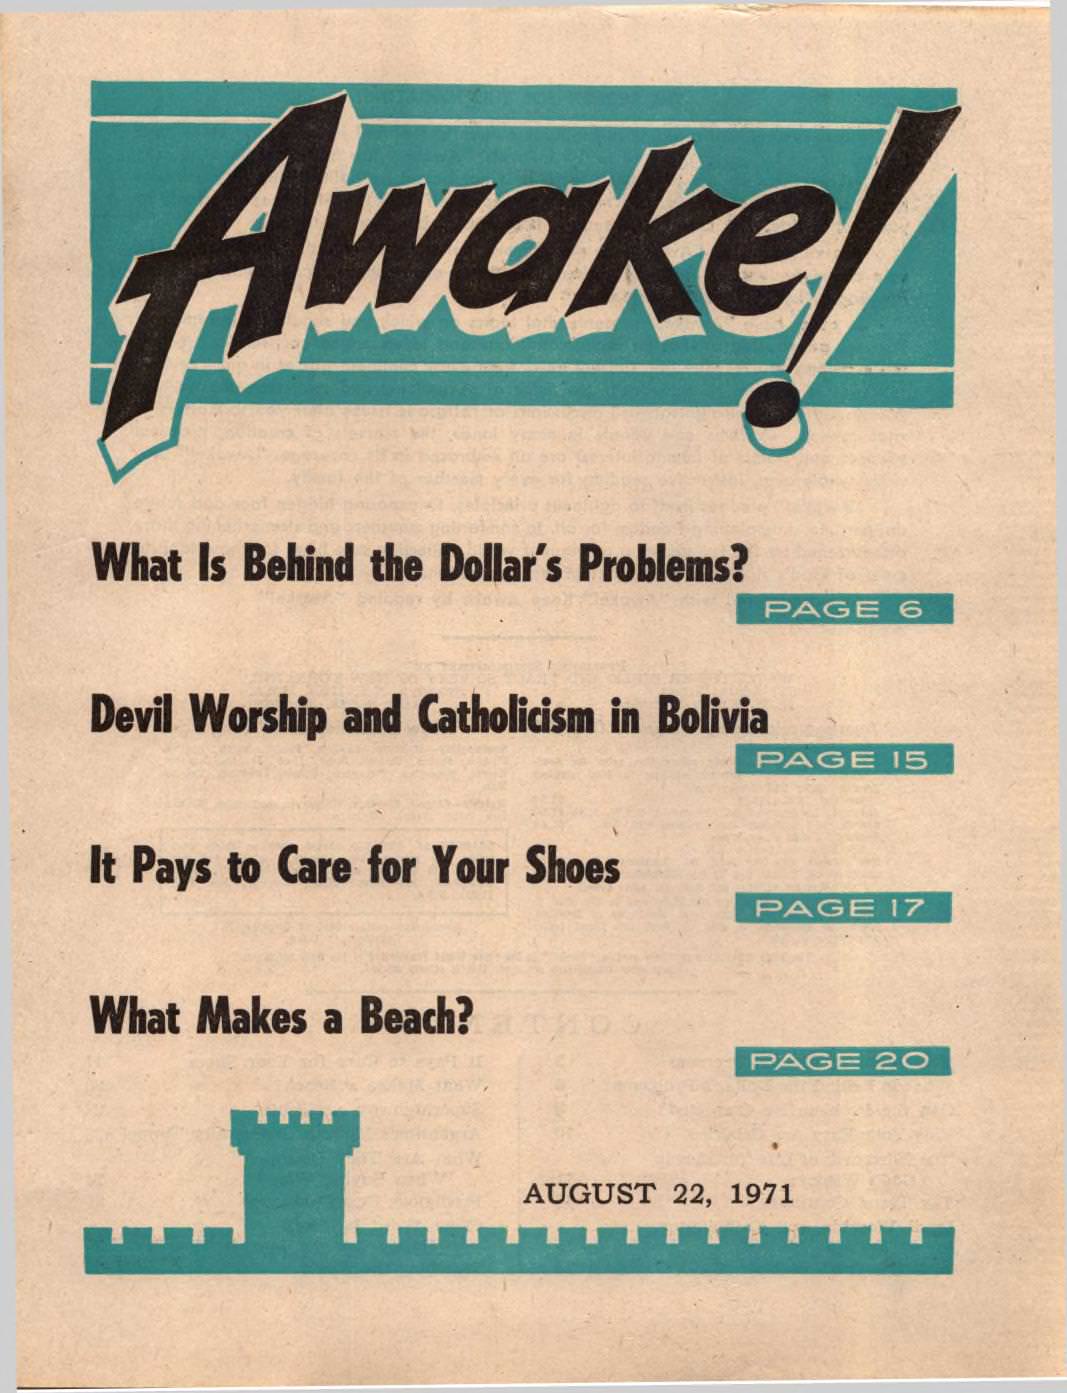 Awake!
What Is Behind the Dollar's Problems?
PAGE 6
Devil Worship and Catholicism in Bolivia
PAGE 15
It Pays to Care for Your Shoes
PAGE 17
What Makes a Beach?
PAGE 20
AUGUST 22, 1971